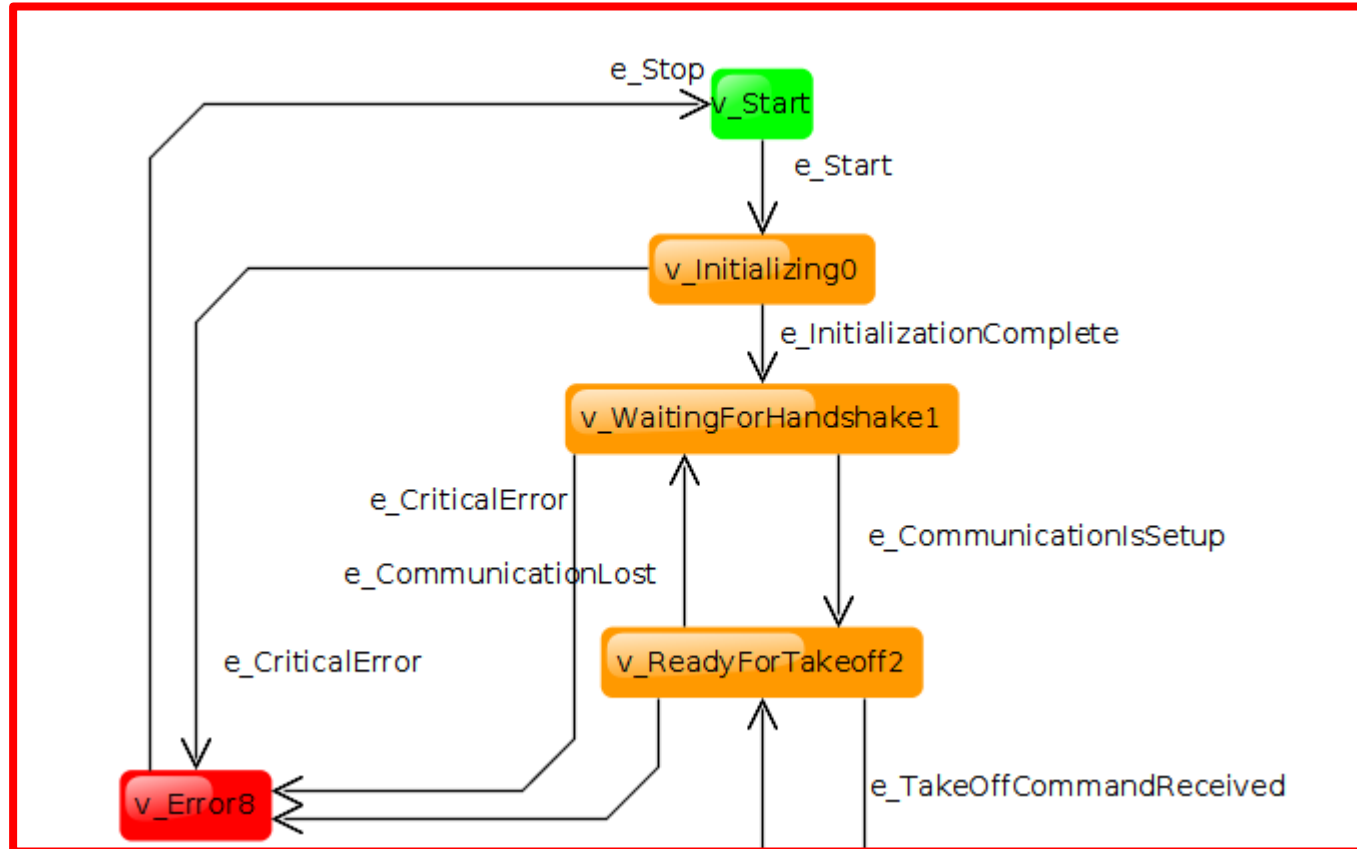 e_Stop
v_Start
e_Start
v_Initializing0
e_InitializationComplete
v_WaitingForHandshake1
e_CriticalError
e_CommunicationIsSetup
e_CommunicationLost
e_CriticalError
v_ReadyForTakeoff2
e_TakeOffCommandReceived
v_Error8